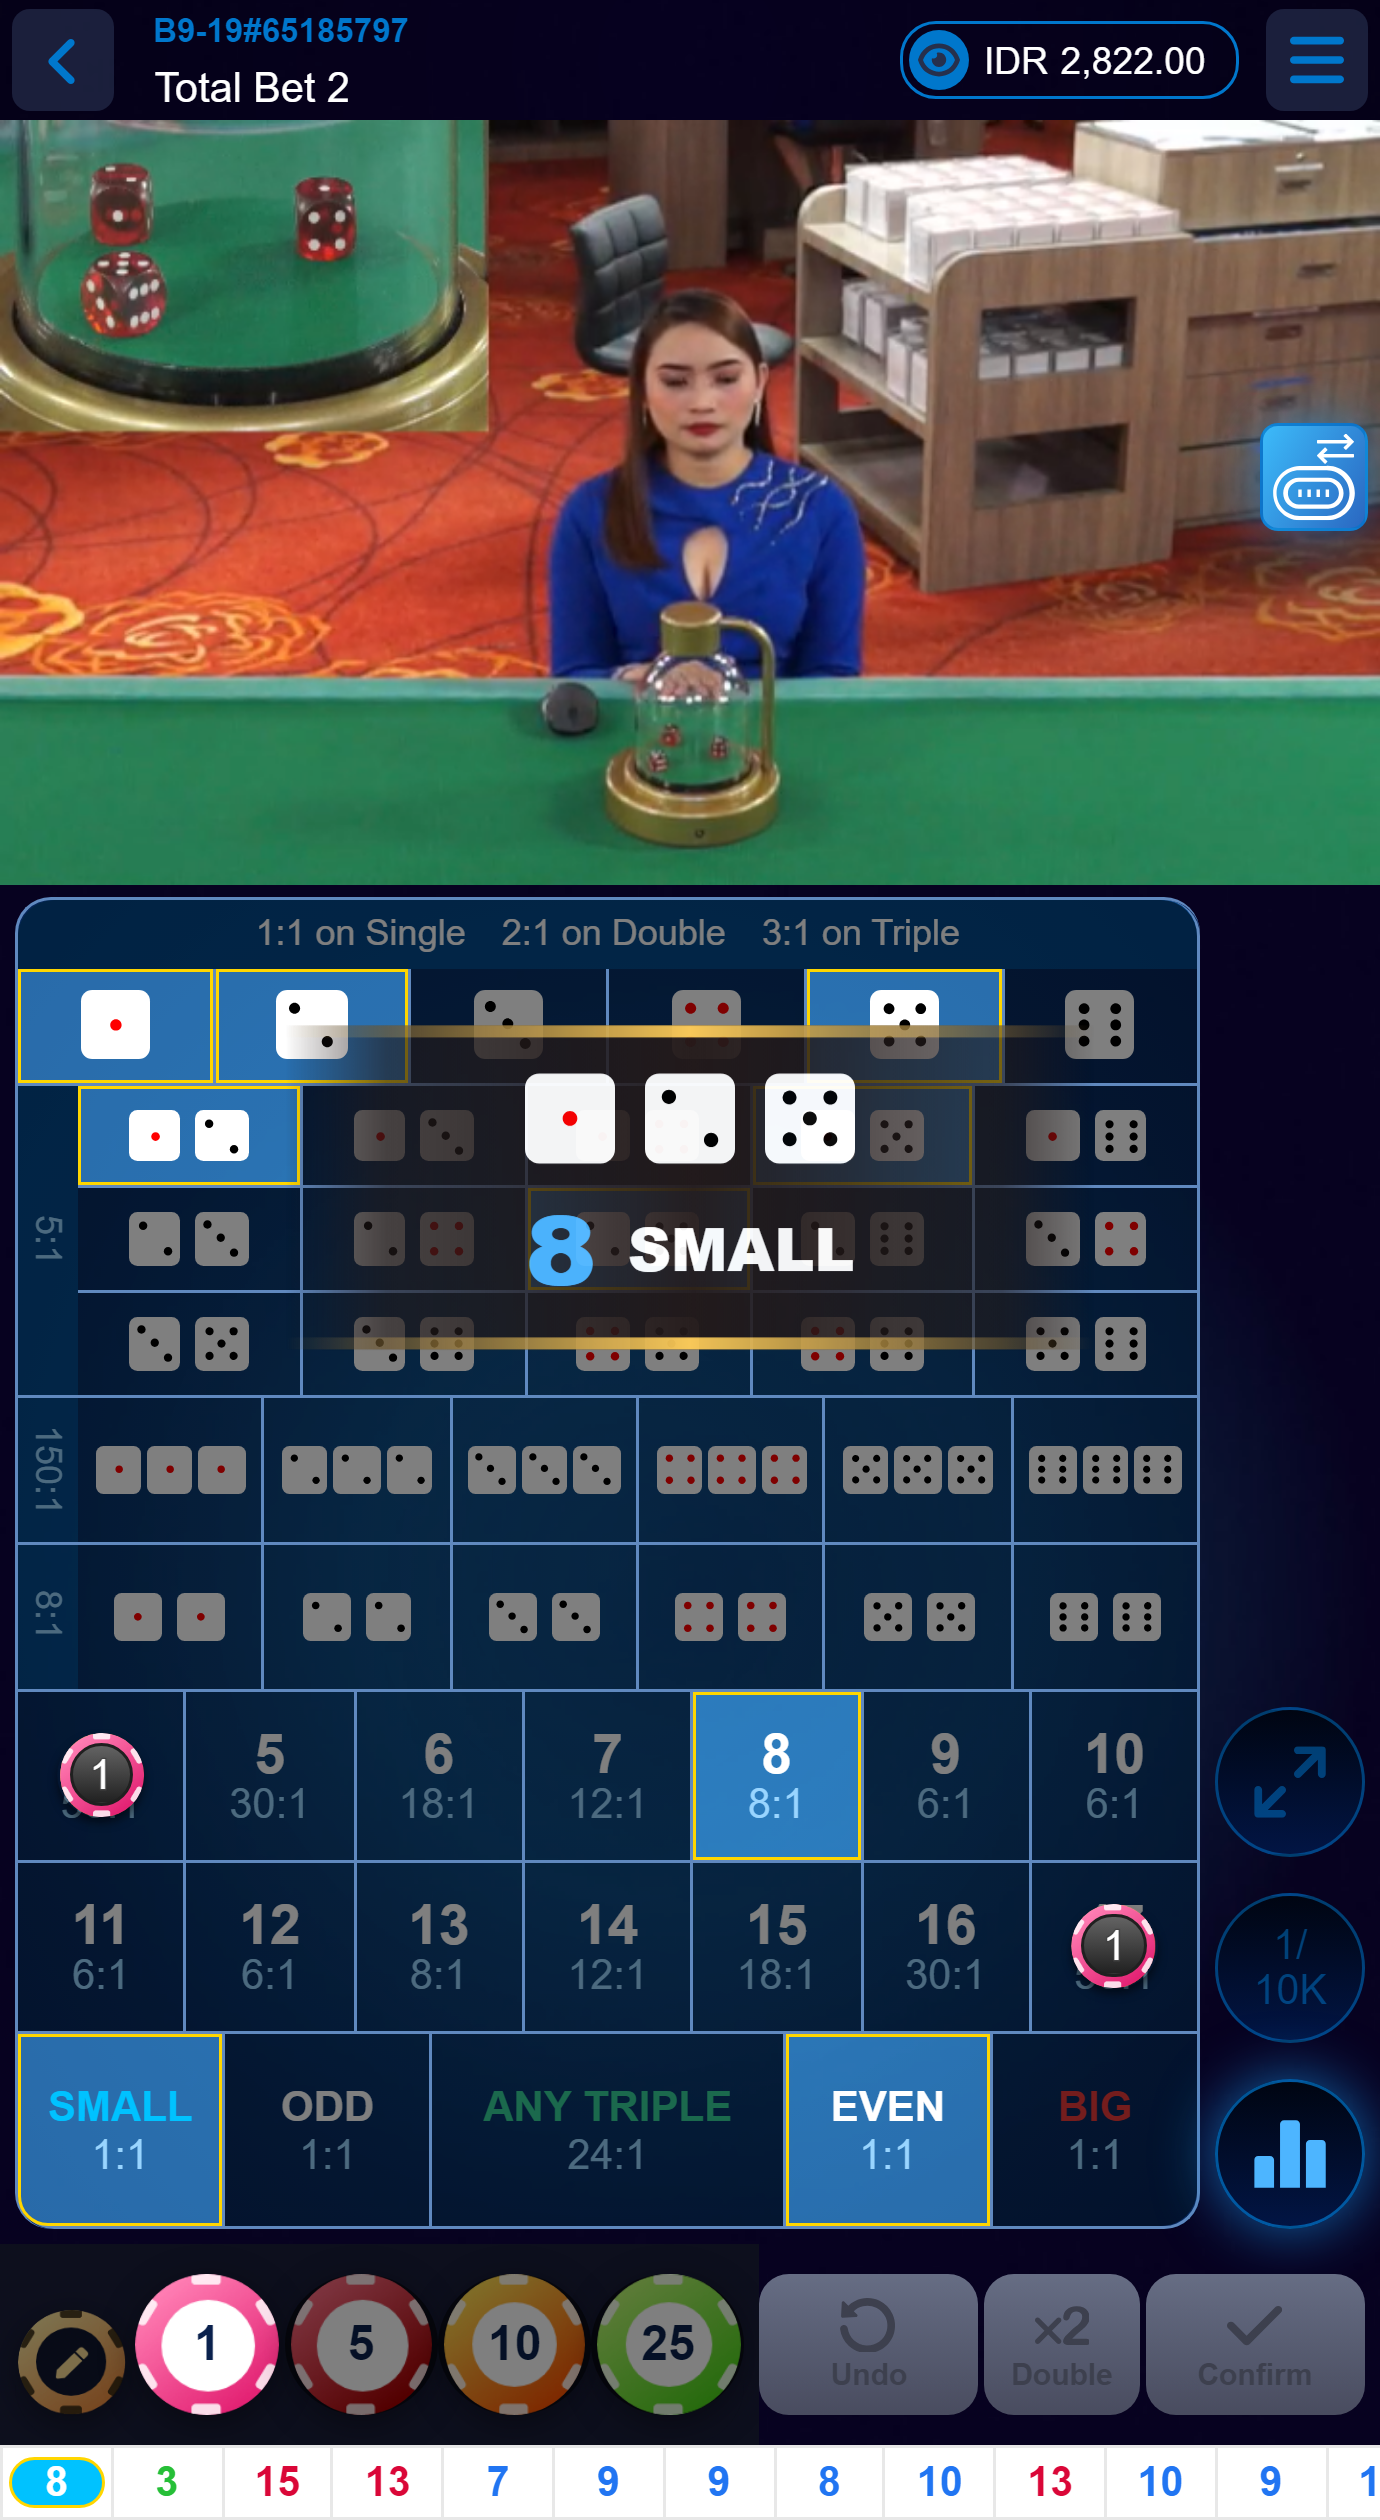 B9-19#65185797
Total Bet 2
IDR 2,822.00
1:1 on Single 2:1 on Double 3:1 on Triple
8 SMALL
5:1
150:1
8:1
1
5 6 7 8 9 10
30:1 18:1 12:1 8:1 6:1 6:1
11 12 13 14 15 16
1
6:1 6:1 8:1 12:1 18:1 30:1
1/
10K
SMALL ODD ANY TRIPLE EVEN BIG
1:1 1:1 24:1 1:1 1:1
1 5 10 25
x2
Undo Double Confirm
8 3 15 13 7 9 9 8 10 13 10 9